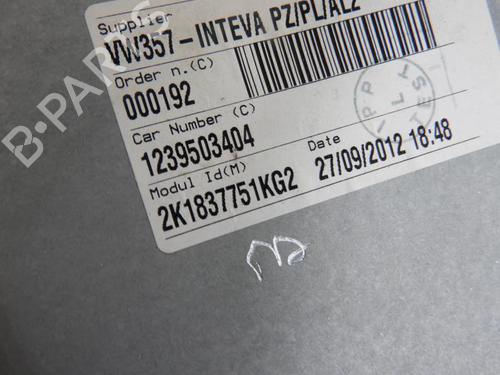 Supplier
VW357-INTEVA PZ/PL/AL2
Order n.(C)
000192
Car Number (C)
1239503404
Modul Id(M)
2K1837751KG2
Date
27/09/2012 18:48
TEST
B-PARTS